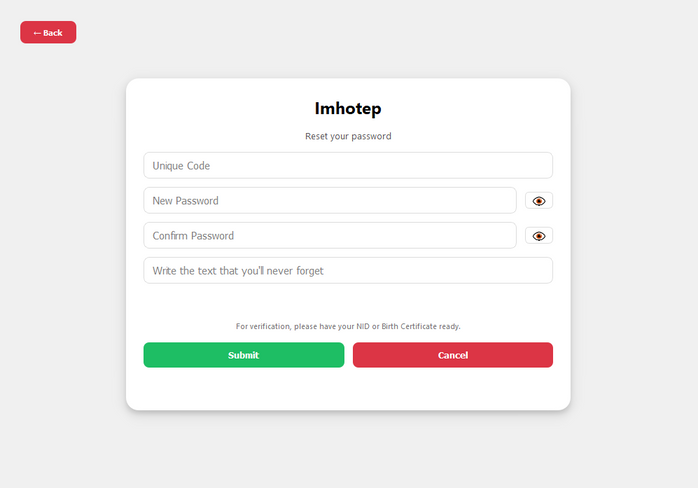 ← Back
Imhotep
Reset your password
Unique Code
New Password
Confirm Password
Write the text that you'll never forget
For verification, please have your NID or Birth Certificate ready.
Submit
Cancel